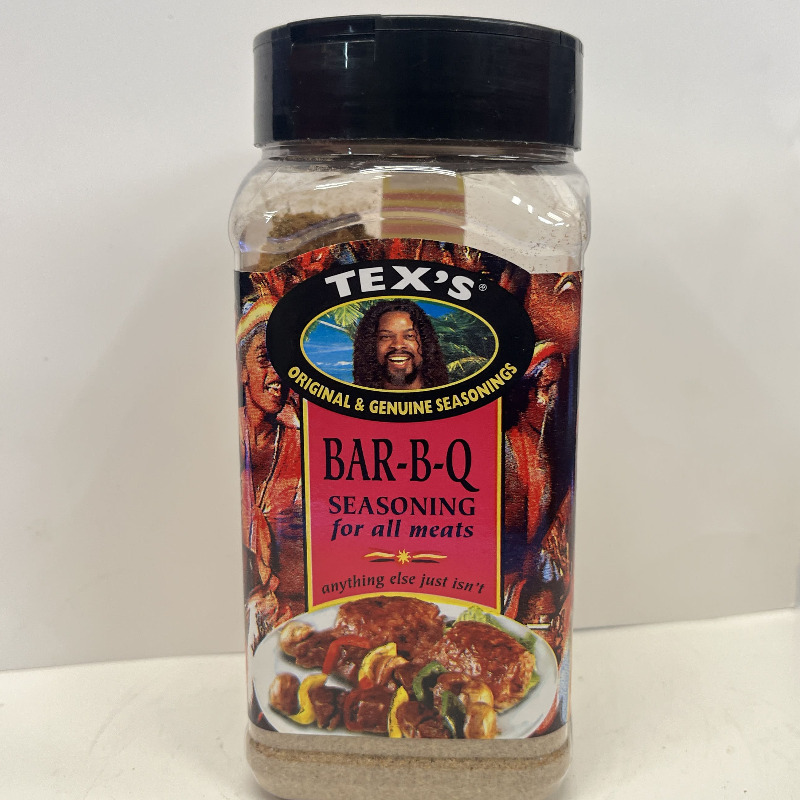 TEX'S®
ORIGINAL & GENUINE SEASONINGS
BAR-B-Q
SEASONING
for all meats
anything else just isn't